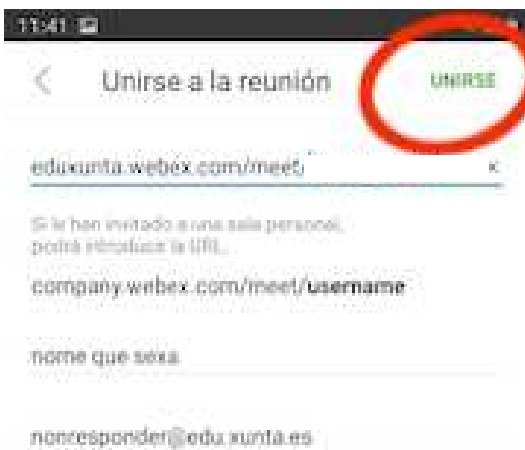 11:41
Unirse a la reunión UNIRSE
eduxunta.webex.com/meet/ ×
Si le han invitado a una sala personal,
podrá introducir la URL.
company.webex.com/meet/username
nome que sexa
nonresponder@edu.xunta.es